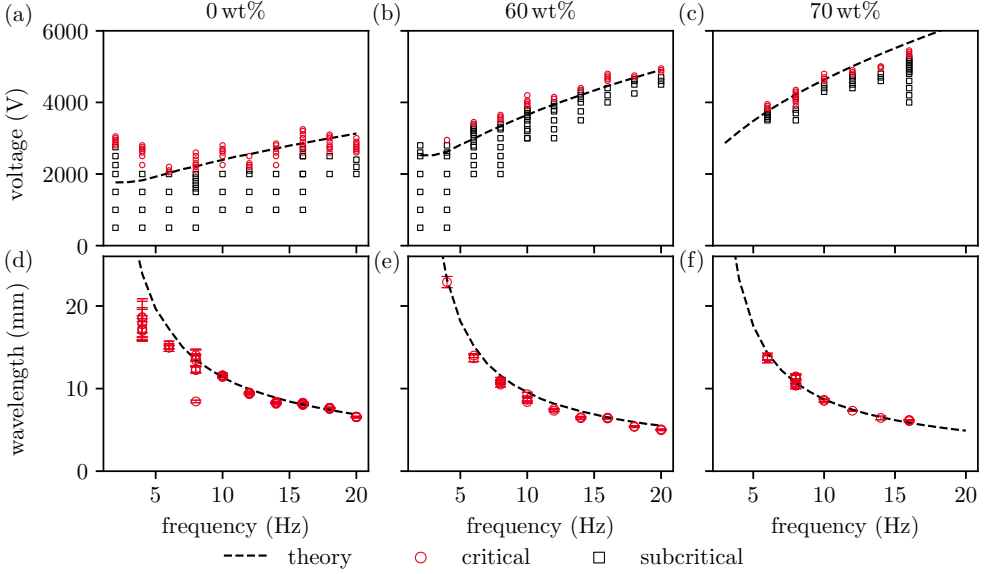 (a) 0 wt% (b) 60 wt% (c) 70 wt%
6000
4000
2000
0
voltage (V)
(d) (e) (f)
20
10
0
wavelength (mm)
5 10 15 20 5 10 15 20 5 10 15 20
frequency (Hz) frequency (Hz) frequency (Hz)
theory critical subcritical